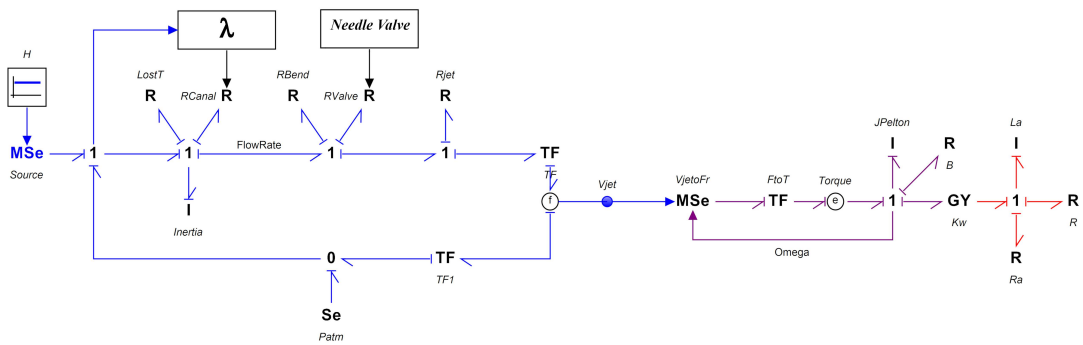 λ
Needle Valve
H
LostT
RBend
Rjet
R
RCanal
R
R
RValve
R
R
JPelton
I
La
I
R
B
MSe
Source
1
1
FlowRate
1
1
TF
TF
f
Vjet
VjetoFr
MSe
FtoT
TF
Torque
e
1
GY
Kw
1
R
R
I
Inertia
Omega
R
Ra
0
TF
TF1
Se
Patm